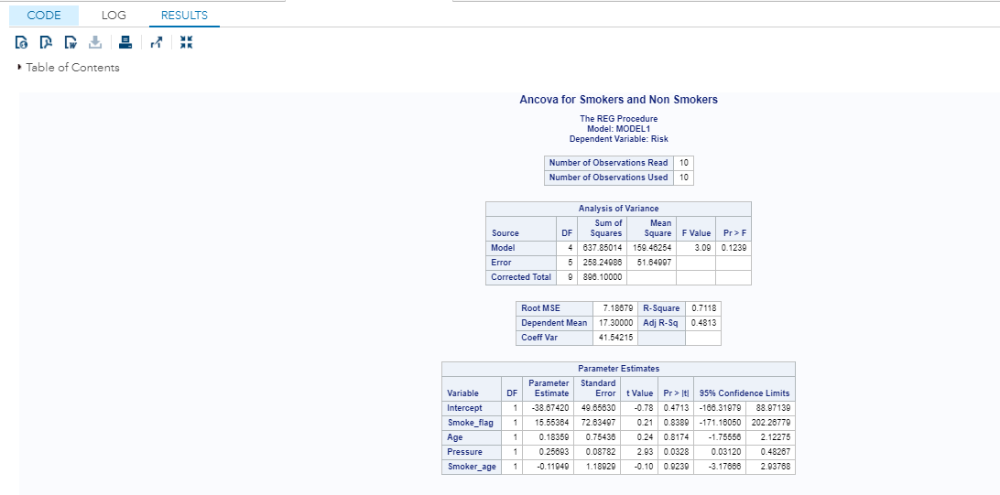 CODE LOG RESULTS
Table of Contents
Ancova for Smokers and Non Smokers
The REG Procedure
Model: MODEL1
Dependent Variable: Risk
Number of Observations Read 10
Number of Observations Used 10
Analysis of Variance
Source DF Sum of Squares Mean Square F Value Pr > F
Model 4 637.85014 159.46254 3.09 0.1239
Error 5 258.24986 51.64997
Corrected Total 9 896.10000
Root MSE 7.18679 R-Square 0.7118
Dependent Mean 17.30000 Adj R-Sq 0.4813
Coeff Var 41.54215
Parameter Estimates
Variable DF Parameter Estimate Standard Error t Value Pr > |t| 95% Confidence Limits
Intercept 1 -38.67420 49.65630 -0.78 0.4713 -166.31979 88.97139
Smoke_flag 1 15.55364 72.63497 0.21 0.8389 -171.16050 202.26779
Age 1 0.18359 0.75436 0.24 0.8174 -1.75556 2.12275
Pressure 1 0.25693 0.08782 2.93 0.0328 0.03120 0.48267
Smoker_age 1 -0.11949 1.18929 -0.10 0.9239 -3.17666 2.93768